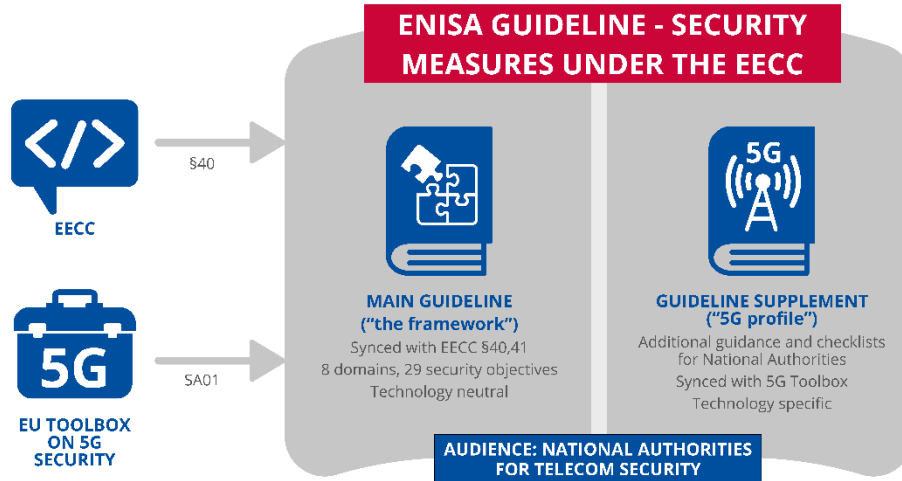 ENISA GUIDELINE - SECURITY
MEASURES UNDER THE EECC
</>
§40
EECC
5G
SA01
EU TOOLBOX
ON 5G
SECURITY
MAIN GUIDELINE
(“the framework”)
Synced with EECC §40,41
8 domains, 29 security objectives
Technology neutral
5G
GUIDELINE SUPPLEMENT
(“5G profile”)
Additional guidance and checklists
for National Authorities
Synced with 5G Toolbox
Technology specific
AUDIENCE: NATIONAL AUTHORITIES
FOR TELECOM SECURITY